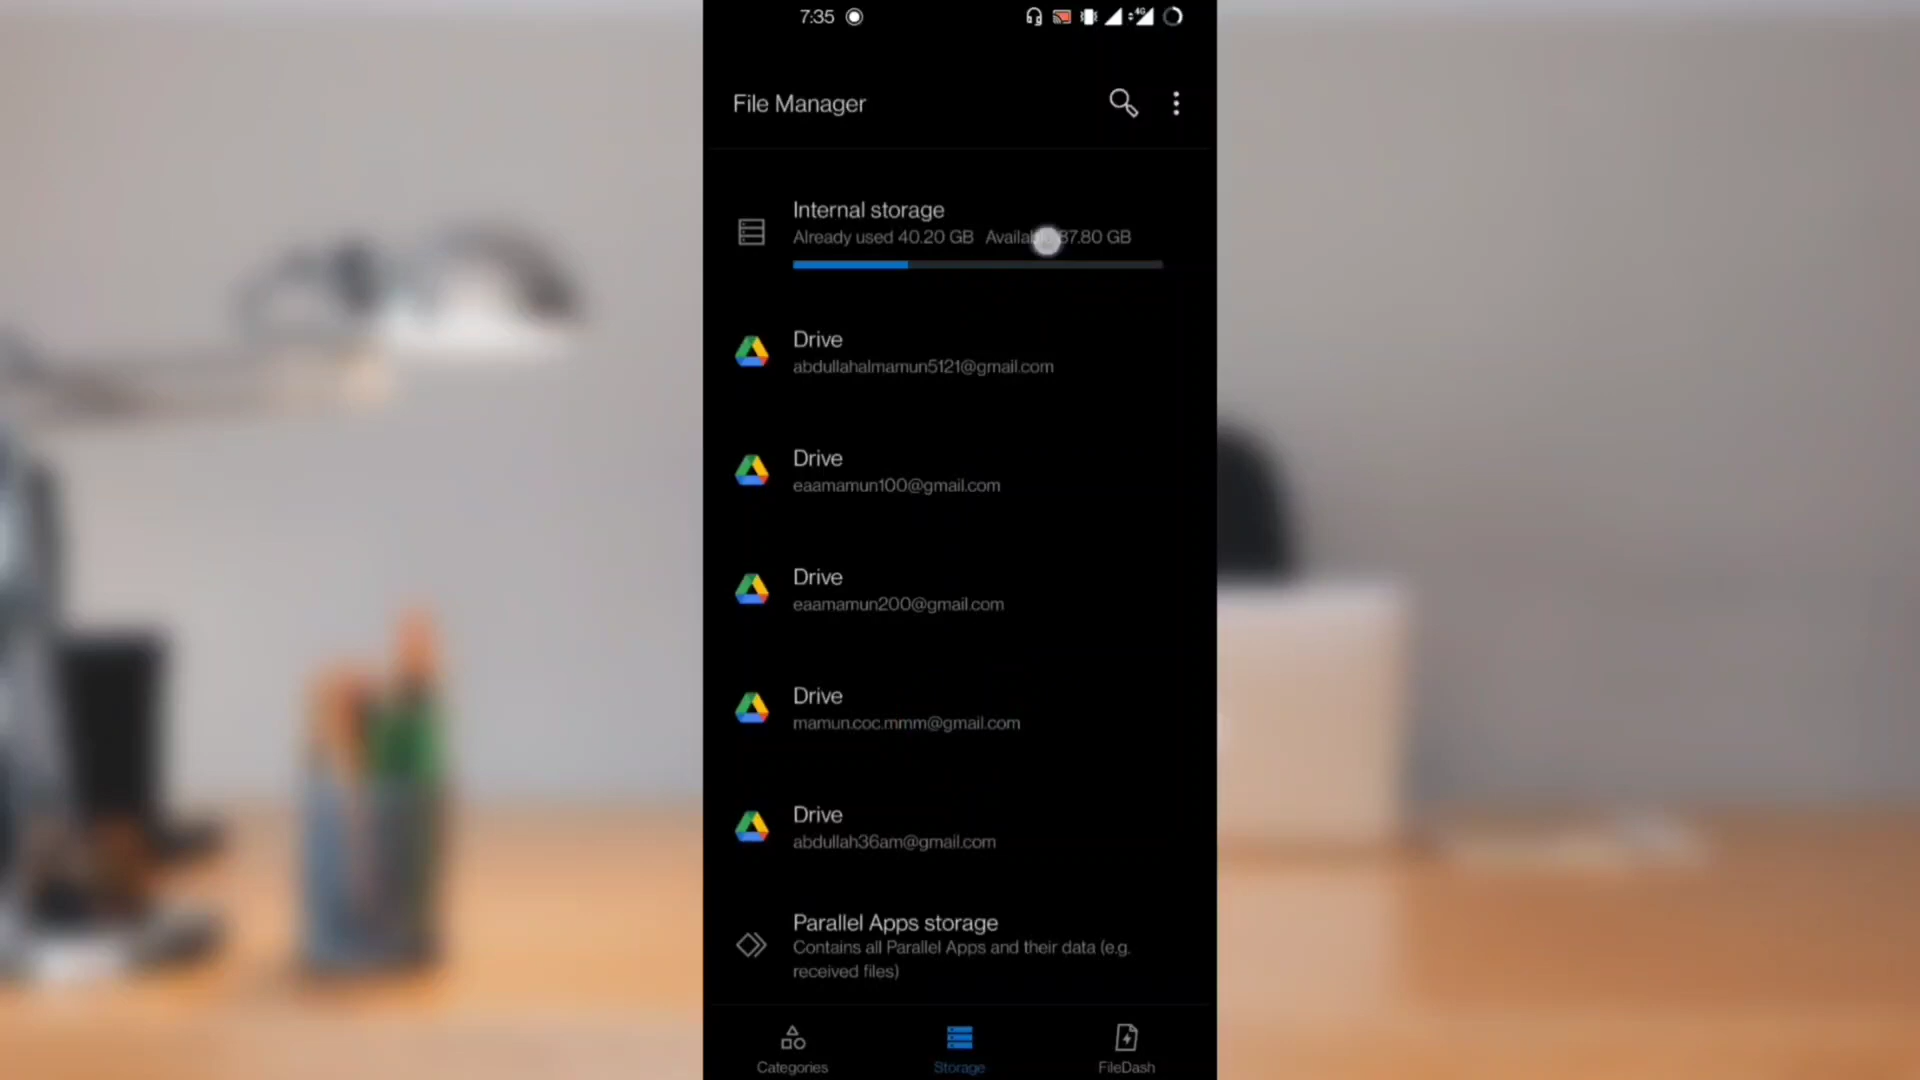 7:35
4G
File Manager
Internal storage
Already used 40.20 GB 87.80 GB
Drive
abdullahalmamun5121@gmail.com
Drive
eaamamun100@gmail.com
Drive
eaamamun200@gmail.com
Drive
mamun.coc.mmm@gmail.com
Drive
abdullah36am@gmail.com
Parallel Apps storage
Contains all Parallel Apps and their data (e.g.
received files)
Categories
Storage
FileDash